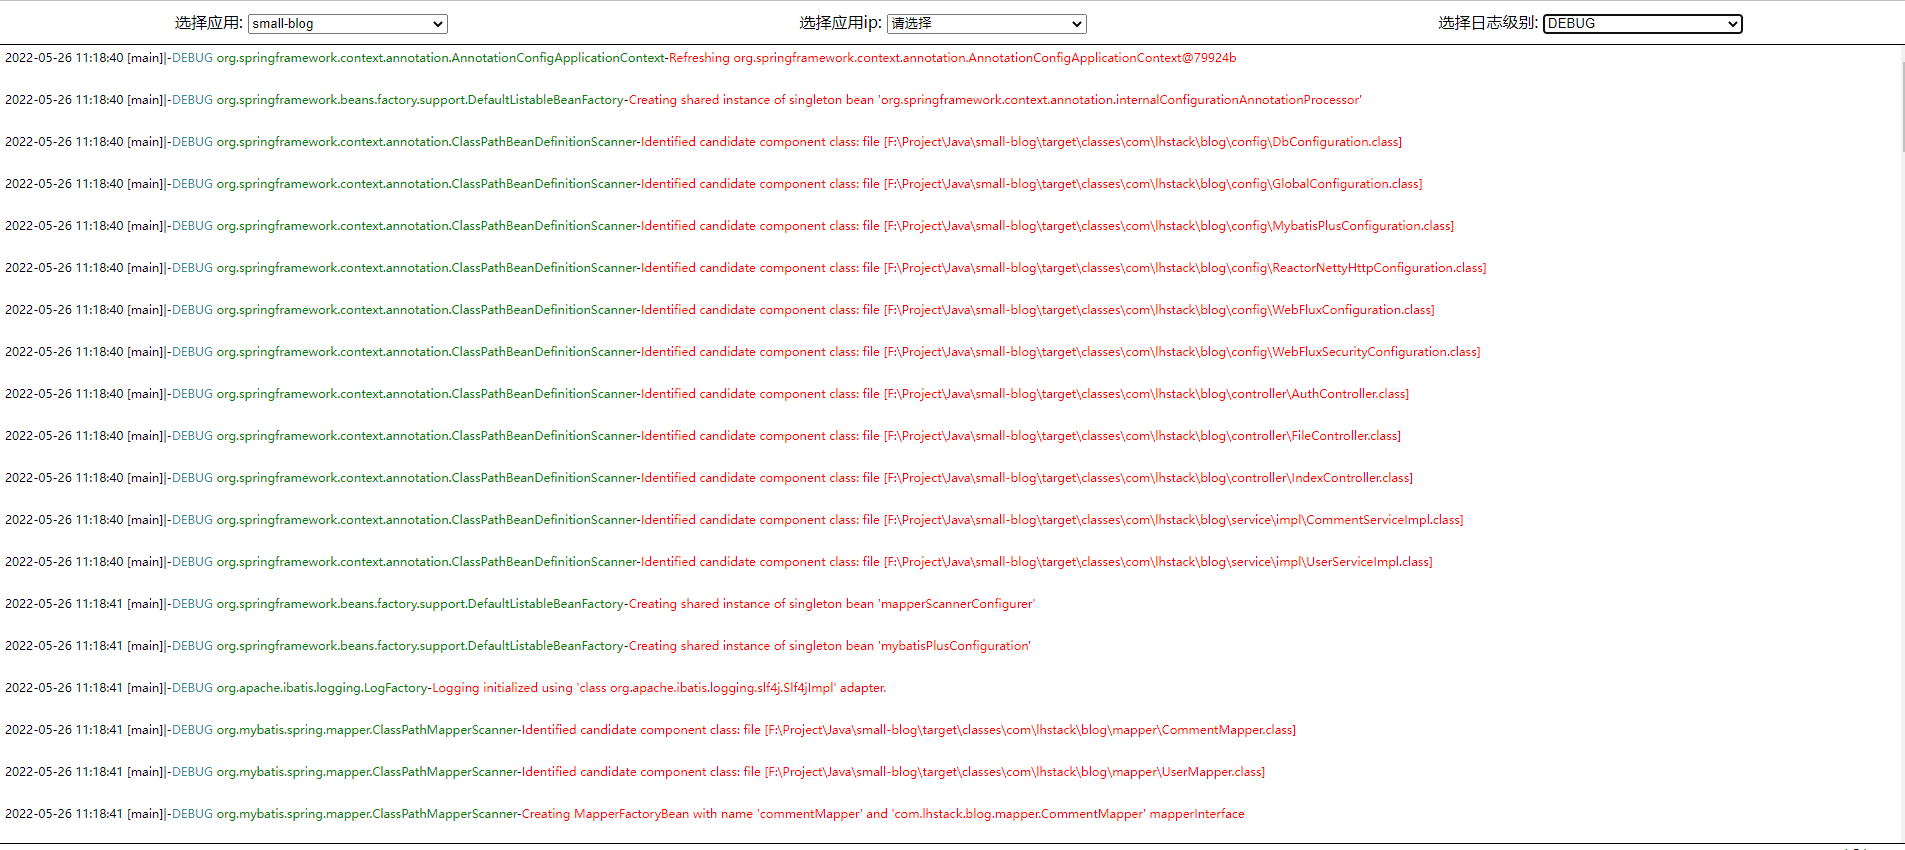 选择应用: small-blog 选择应用ip: 请选择 选择日志级别: DEBUG
2022-05-26 11:18:40 [main]|-DEBUG org.springframework.context.annotation.AnnotationConfigApplicationContext-Refreshing org.springframework.context.annotation.AnnotationConfigApplicationContext@79924b
2022-05-26 11:18:40 [main]|-DEBUG org.springframework.beans.factory.support.DefaultListableBeanFactory-Creating shared instance of singleton bean 'org.springframework.context.annotation.internalConfigurationAnnotationProcessor'
2022-05-26 11:18:40 [main]|-DEBUG org.springframework.context.annotation.ClassPathBeanDefinitionScanner-Identified candidate component class: file [F:\Project\Java\small-blog\target\classes\com\lhstack\blog\config\DbConfiguration.class]
2022-05-26 11:18:40 [main]|-DEBUG org.springframework.context.annotation.ClassPathBeanDefinitionScanner-Identified candidate component class: file [F:\Project\Java\small-blog\target\classes\com\lhstack\blog\config\GlobalConfiguration.class]
2022-05-26 11:18:40 [main]|-DEBUG org.springframework.context.annotation.ClassPathBeanDefinitionScanner-Identified candidate component class: file [F:\Project\Java\small-blog\target\classes\com\lhstack\blog\config\MybatisPlusConfiguration.class]
2022-05-26 11:18:40 [main]|-DEBUG org.springframework.context.annotation.ClassPathBeanDefinitionScanner-Identified candidate component class: file [F:\Project\Java\small-blog\target\classes\com\lhstack\blog\config\ReactorNettyHttpConfiguration.class]
2022-05-26 11:18:40 [main]|-DEBUG org.springframework.context.annotation.ClassPathBeanDefinitionScanner-Identified candidate component class: file [F:\Project\Java\small-blog\target\classes\com\lhstack\blog\config\WebFluxConfiguration.class]
2022-05-26 11:18:40 [main]|-DEBUG org.springframework.context.annotation.ClassPathBeanDefinitionScanner-Identified candidate component class: file [F:\Project\Java\small-blog\target\classes\com\lhstack\blog\config\WebFluxSecurityConfiguration.class]
2022-05-26 11:18:40 [main]|-DEBUG org.springframework.context.annotation.ClassPathBeanDefinitionScanner-Identified candidate component class: file [F:\Project\Java\small-blog\target\classes\com\lhstack\blog\controller\AuthController.class]
2022-05-26 11:18:40 [main]|-DEBUG org.springframework.context.annotation.ClassPathBeanDefinitionScanner-Identified candidate component class: file [F:\Project\Java\small-blog\target\classes\com\lhstack\blog\controller\FileController.class]
2022-05-26 11:18:40 [main]|-DEBUG org.springframework.context.annotation.ClassPathBeanDefinitionScanner-Identified candidate component class: file [F:\Project\Java\small-blog\target\classes\com\lhstack\blog\controller\IndexController.class]
2022-05-26 11:18:40 [main]|-DEBUG org.springframework.context.annotation.ClassPathBeanDefinitionScanner-Identified candidate component class: file [F:\Project\Java\small-blog\target\classes\com\lhstack\blog\service\impl\CommentServiceImpl.class]
2022-05-26 11:18:40 [main]|-DEBUG org.springframework.context.annotation.ClassPathBeanDefinitionScanner-Identified candidate component class: file [F:\Project\Java\small-blog\target\classes\com\lhstack\blog\service\impl\UserServiceImpl.class]
2022-05-26 11:18:41 [main]|-DEBUG org.springframework.beans.factory.support.DefaultListableBeanFactory-Creating shared instance of singleton bean 'mapperScannerConfigurer'
2022-05-26 11:18:41 [main]|-DEBUG org.springframework.beans.factory.support.DefaultListableBeanFactory-Creating shared instance of singleton bean 'mybatisPlusConfiguration'
2022-05-26 11:18:41 [main]|-DEBUG org.apache.ibatis.logging.LogFactory-Logging initialized using 'class org.apache.ibatis.logging.slf4j.Slf4jImpl' adapter.
2022-05-26 11:18:41 [main]|-DEBUG org.mybatis.spring.mapper.ClassPathMapperScanner-Identified candidate component class: file [F:\Project\Java\small-blog\target\classes\com\lhstack\blog\mapper\CommentMapper.class]
2022-05-26 11:18:41 [main]|-DEBUG org.mybatis.spring.mapper.ClassPathMapperScanner-Identified candidate component class: file [F:\Project\Java\small-blog\target\classes\com\lhstack\blog\mapper\UserMapper.class]
2022-05-26 11:18:41 [main]|-DEBUG org.mybatis.spring.mapper.ClassPathMapperScanner-Creating MapperFactoryBean with name 'commentMapper' and 'com.lhstack.blog.mapper.CommentMapper' mapperInterface